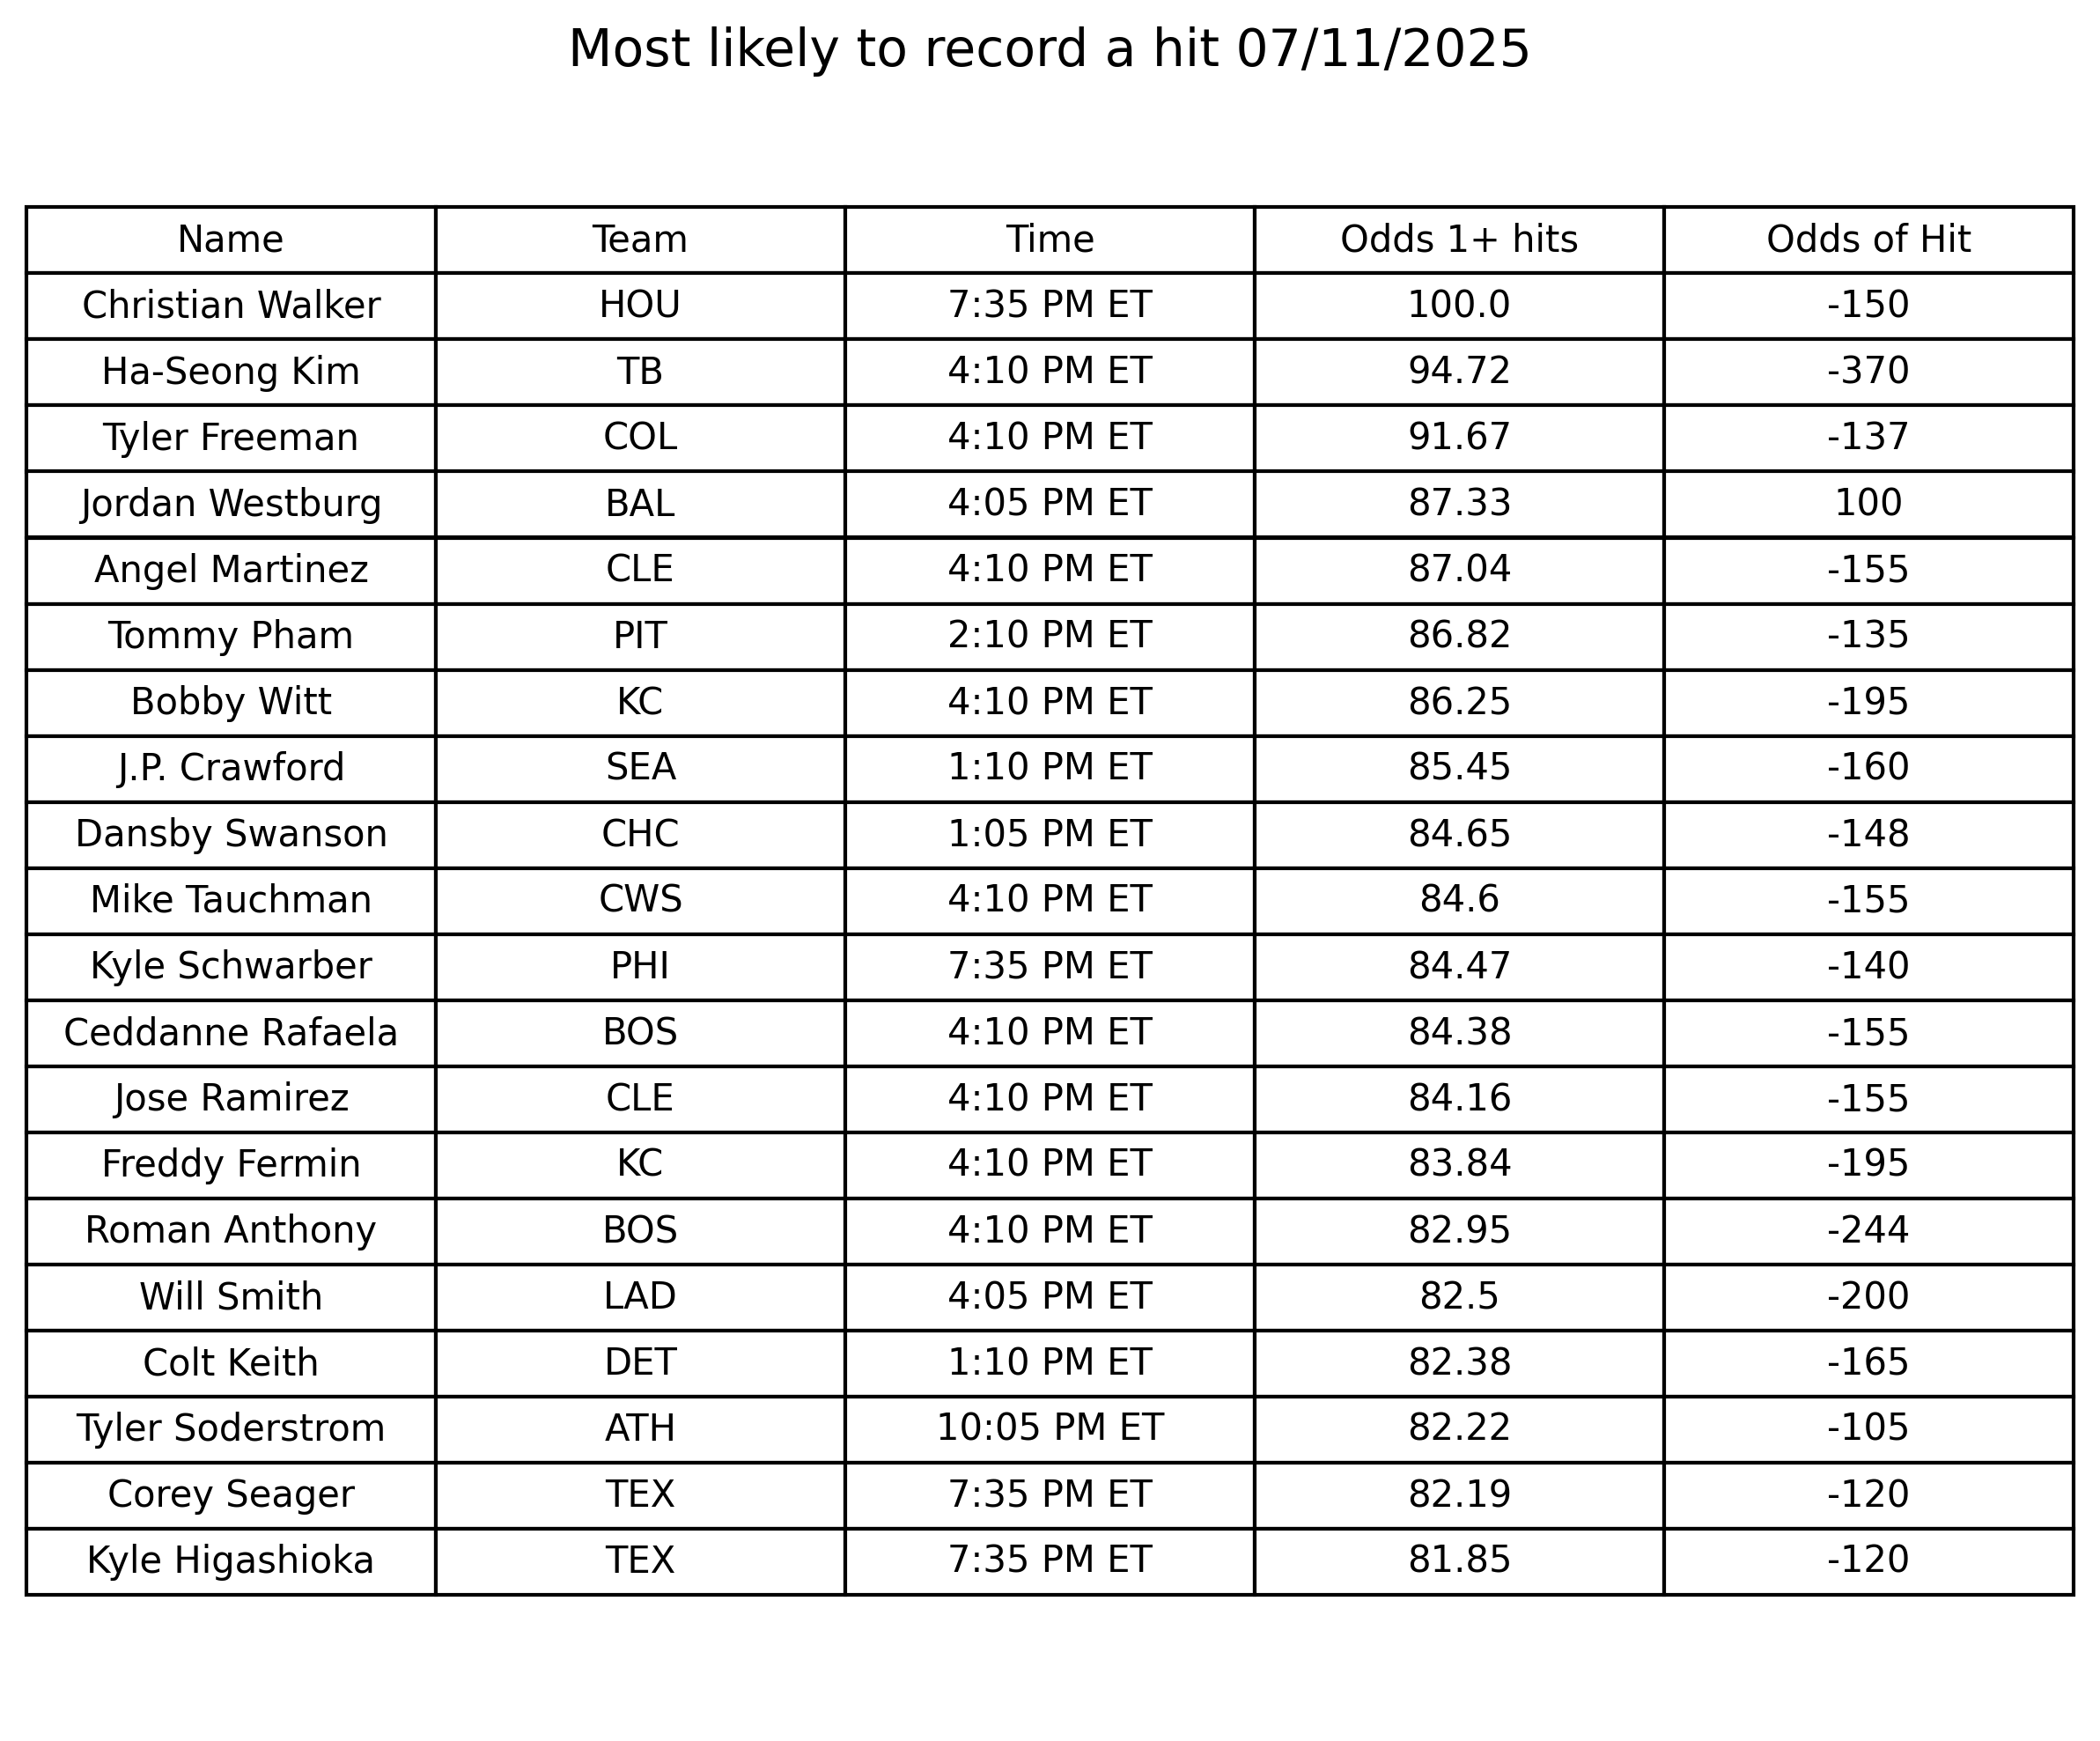 Most likely to record a hit 07/11/2025
Name Team Time Odds 1+ hits Odds of Hit
Christian Walker HOU 7:35 PM ET 100.0 -150
Ha-Seong Kim TB 4:10 PM ET 94.72 -370
Tyler Freeman COL 4:10 PM ET 91.67 -137
Jordan Westburg BAL 4:05 PM ET 87.33 100
Angel Martinez CLE 4:10 PM ET 87.04 -155
Tommy Pham PIT 2:10 PM ET 86.82 -135
Bobby Witt KC 4:10 PM ET 86.25 -195
J.P. Crawford SEA 1:10 PM ET 85.45 -160
Dansby Swanson CHC 1:05 PM ET 84.65 -148
Mike Tauchman CWS 4:10 PM ET 84.6 -155
Kyle Schwarber PHI 7:35 PM ET 84.47 -140
Ceddanne Rafaela BOS 4:10 PM ET 84.38 -155
Jose Ramirez CLE 4:10 PM ET 84.16 -155
Freddy Fermin KC 4:10 PM ET 83.84 -195
Roman Anthony BOS 4:10 PM ET 82.95 -244
Will Smith LAD 4:05 PM ET 82.5 -200
Colt Keith DET 1:10 PM ET 82.38 -165
Tyler Soderstrom ATH 10:05 PM ET 82.22 -105
Corey Seager TEX 7:35 PM ET 82.19 -120
Kyle Higashioka TEX 7:35 PM ET 81.85 -120